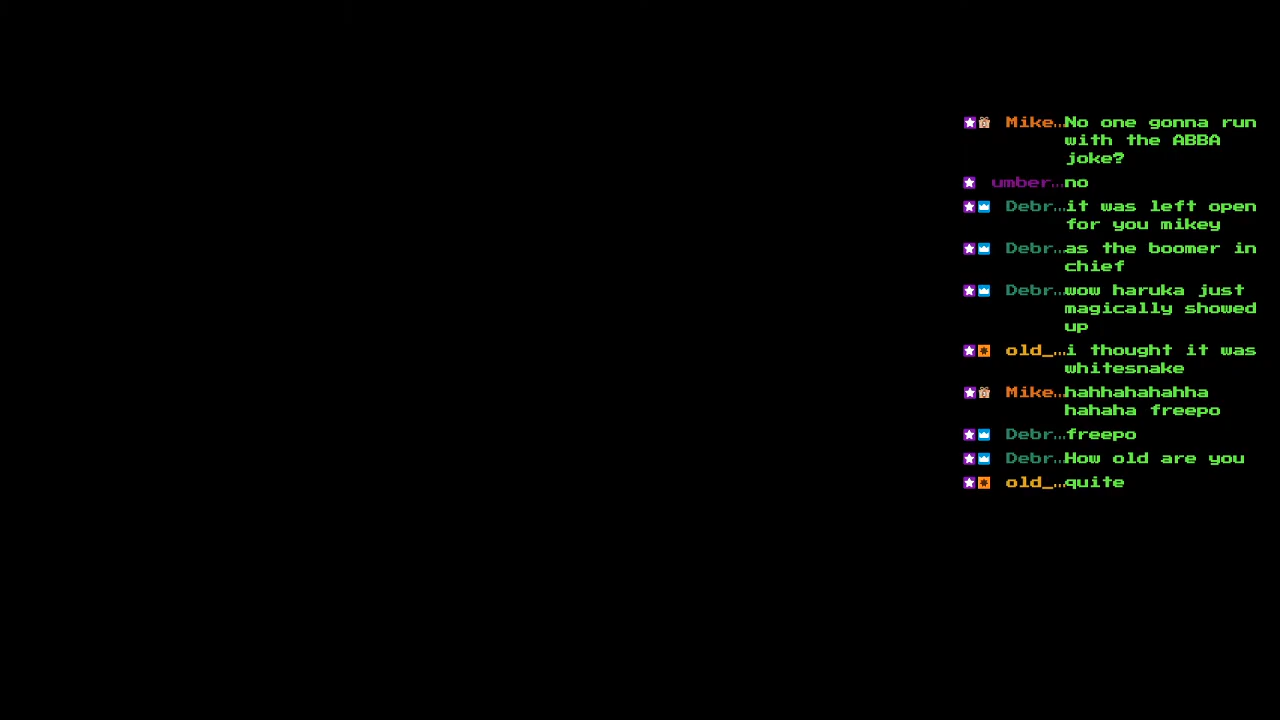 Mike...No one gonna run
with the ABBA
joke?
umber...no
Debr...it was left open
for you mikey
Debr...as the boomer in
chief
Debr...wow haruka just
magically showed
up
old_...i thought it was
whitesnake
Mike...hahhahahahha
hahaha freepo
Debr...freepo
Debr...How old are you
old_...quite